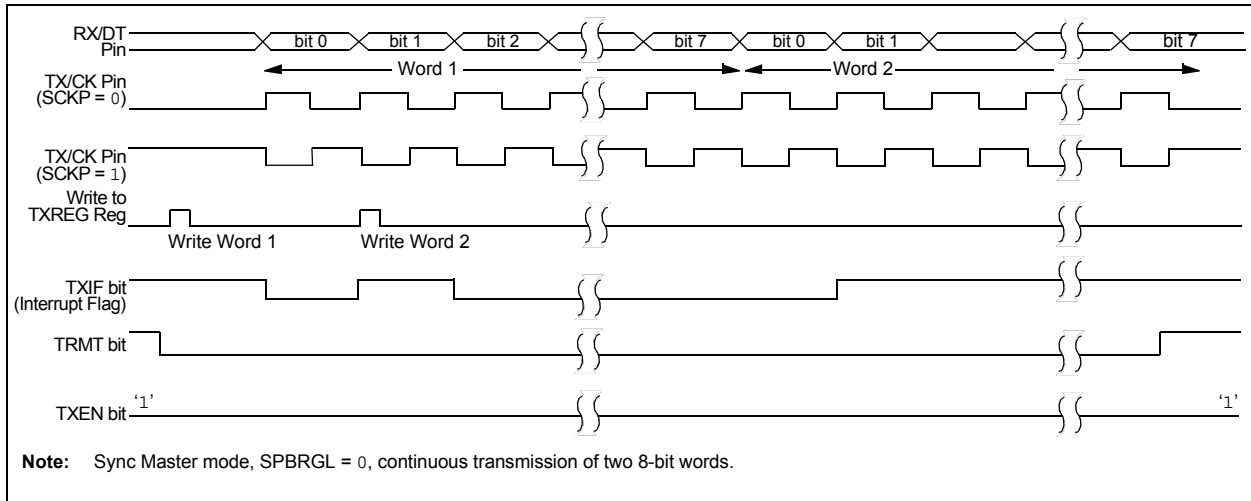 RX/DT
Pin
bit 0 bit 1 bit 2 bit 7 bit 0 bit 1 bit 7
Word 1 Word 2
TX/CK Pin
(SCKP = 0)
TX/CK Pin
(SCKP = 1)
Write to
TXREG Reg
Write Word 1 Write Word 2
TXIF bit
(Interrupt Flag)
TRMT bit
TXEN bit ‘1’ ‘1’
Note: Sync Master mode, SPBRGL = 0, continuous transmission of two 8-bit words.